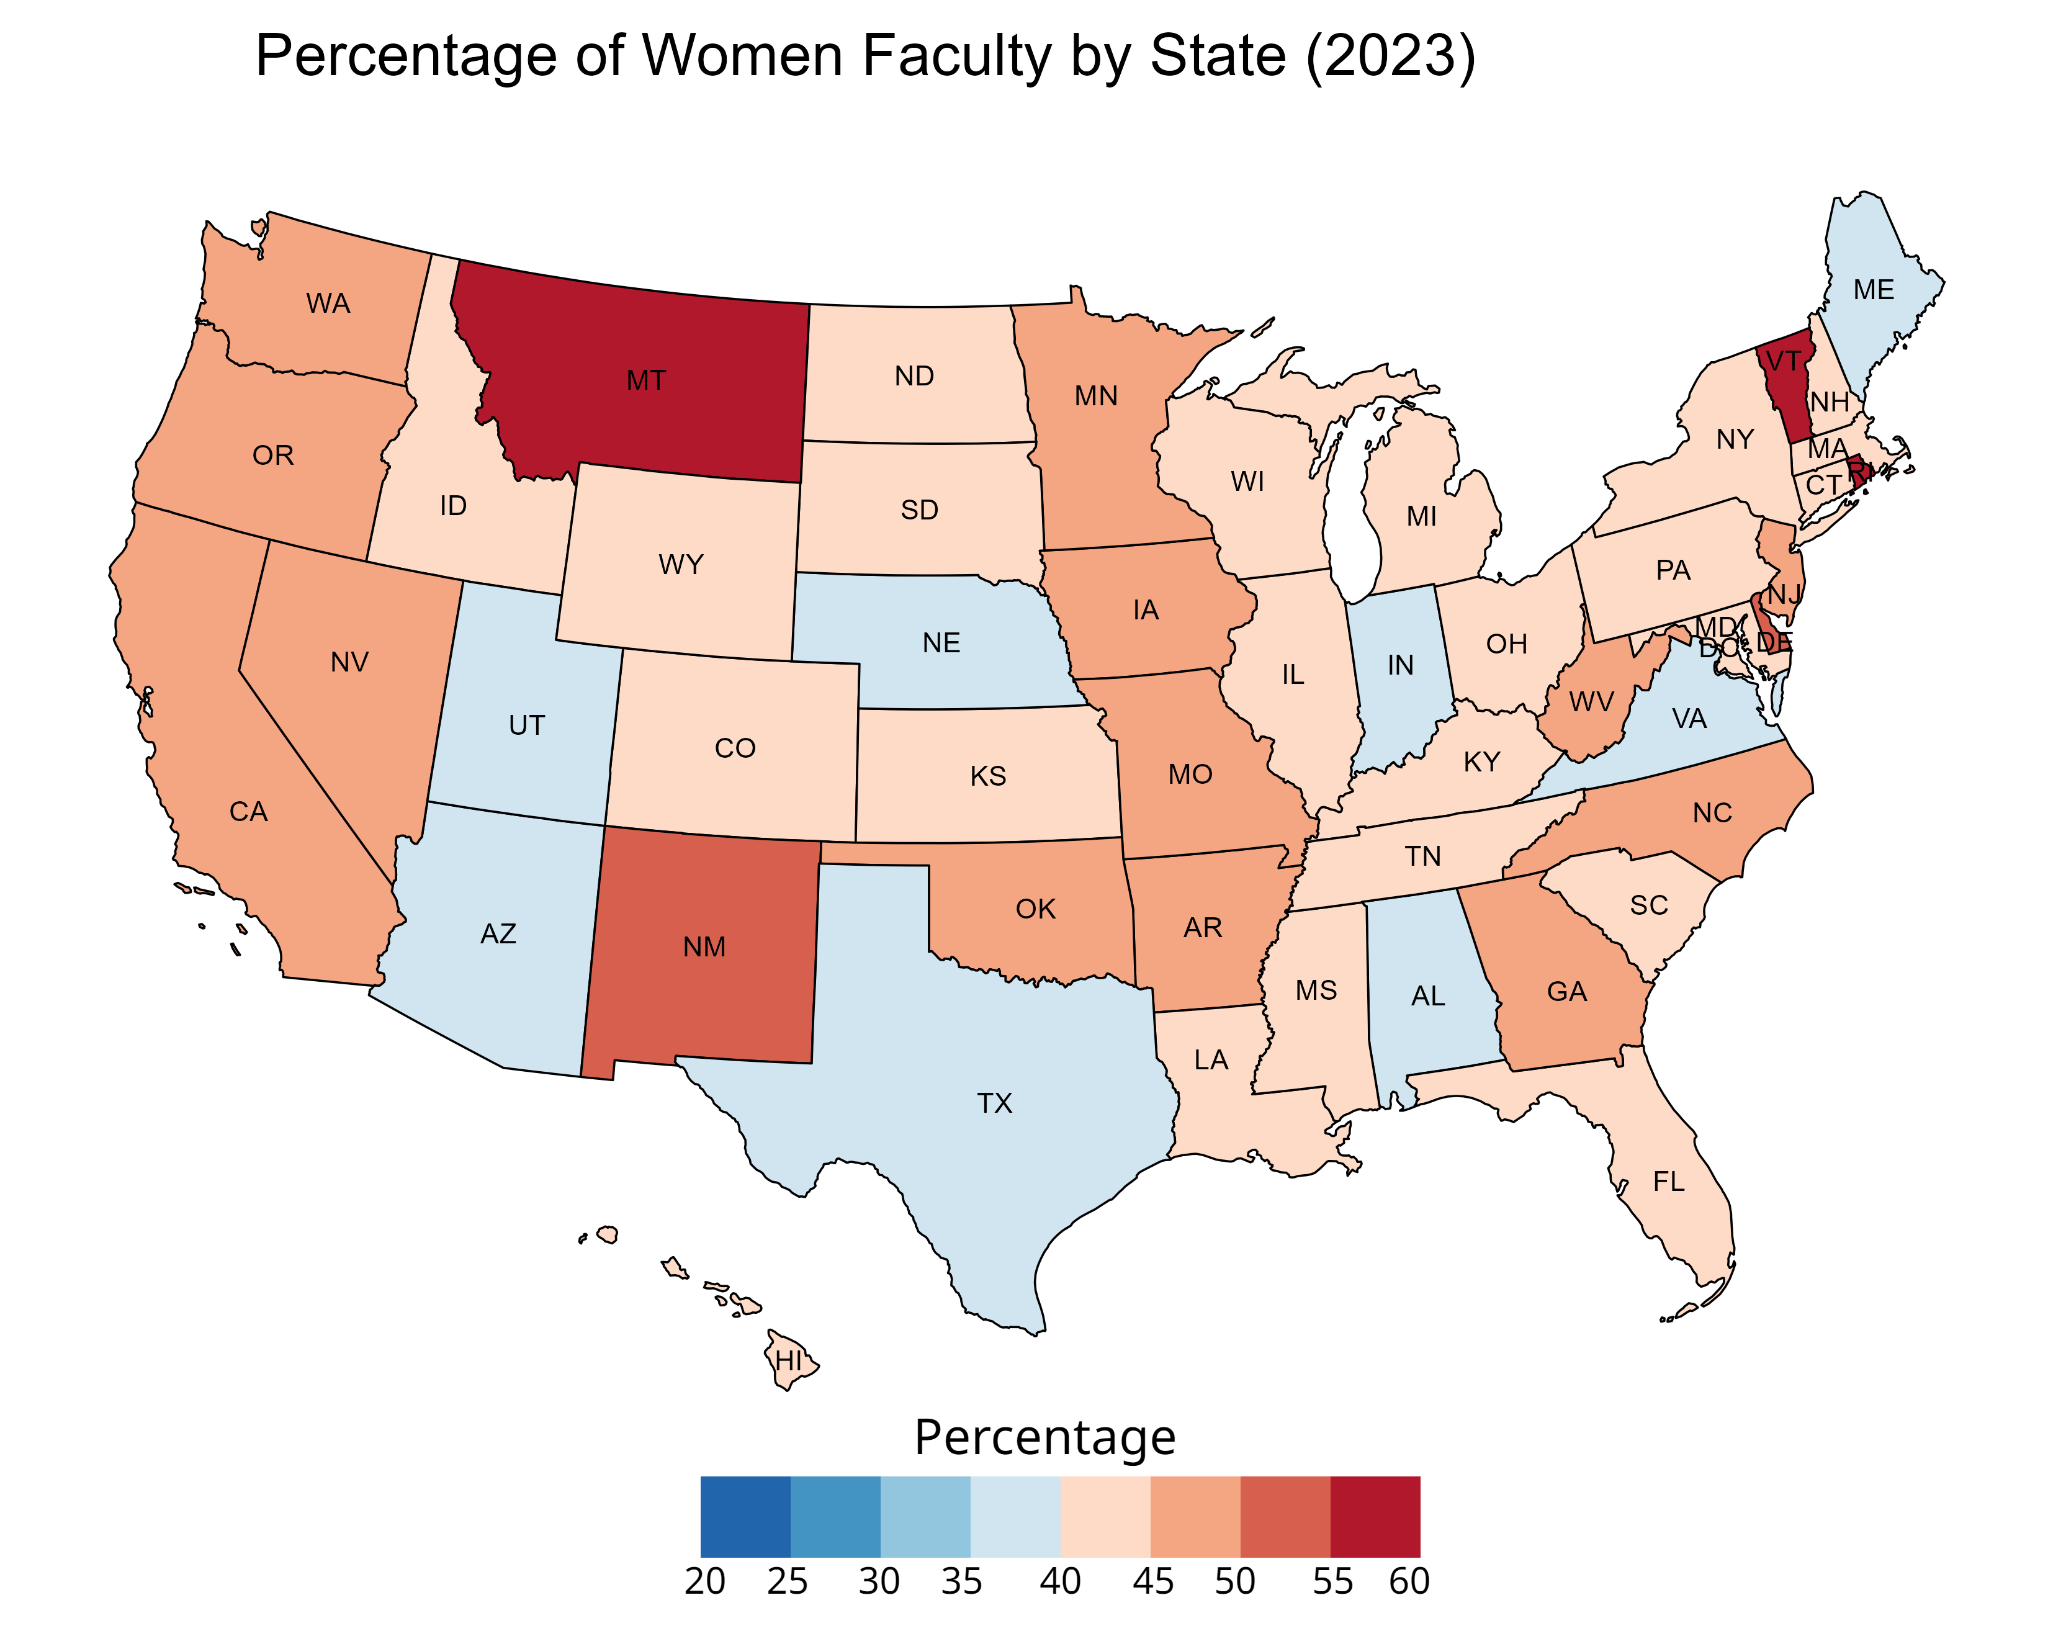 Percentage of Women Faculty by State (2023)
ME
WA
VT
MT
ND
MN
NH
NY
MA
OR
RI
WI
CT
ID
SD
MI
WY
PA
NJ
IA
MD
NE
OH
DE
DC
NV
IN
IL
WV
UT
VA
CO
KY
KS
MO
CA
NC
TN
SC
OK
AR
AZ
NM
MS
GA
AL
LA
TX
FL
HI
Percentage
20 25 30 35 40 45 50 55 60